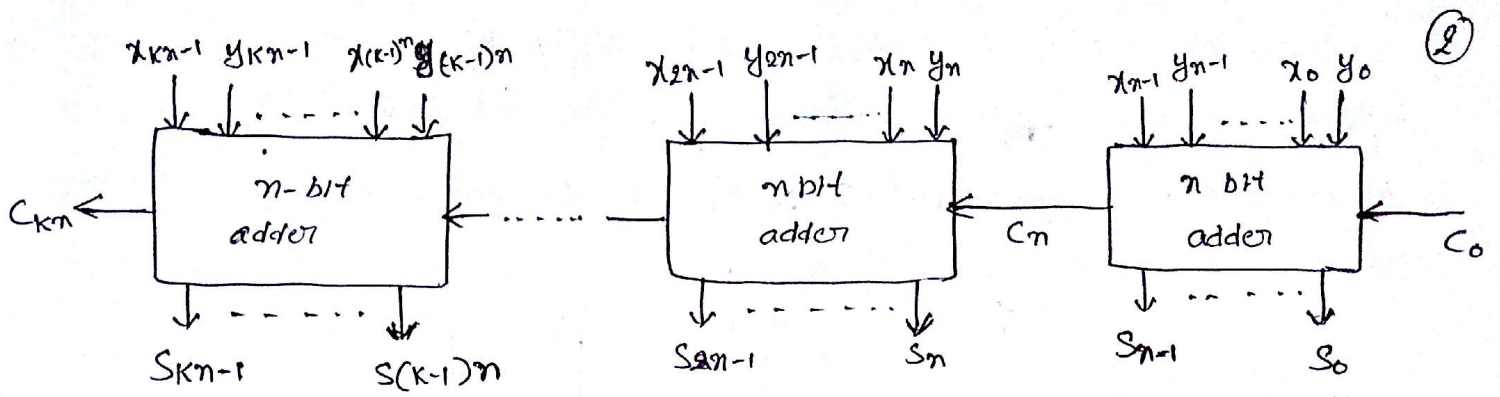 2
xkn-1 ykn-1 x(k-1)n y(k-1)n x2n-1 y2n-1 xn yn xn-1 yn-1 x0 y0
n-bit n bit n bit
adder adder adder
Ckn Cn C0
Skn-1 S(k-1)n S2n-1 Sn Sn-1 S0